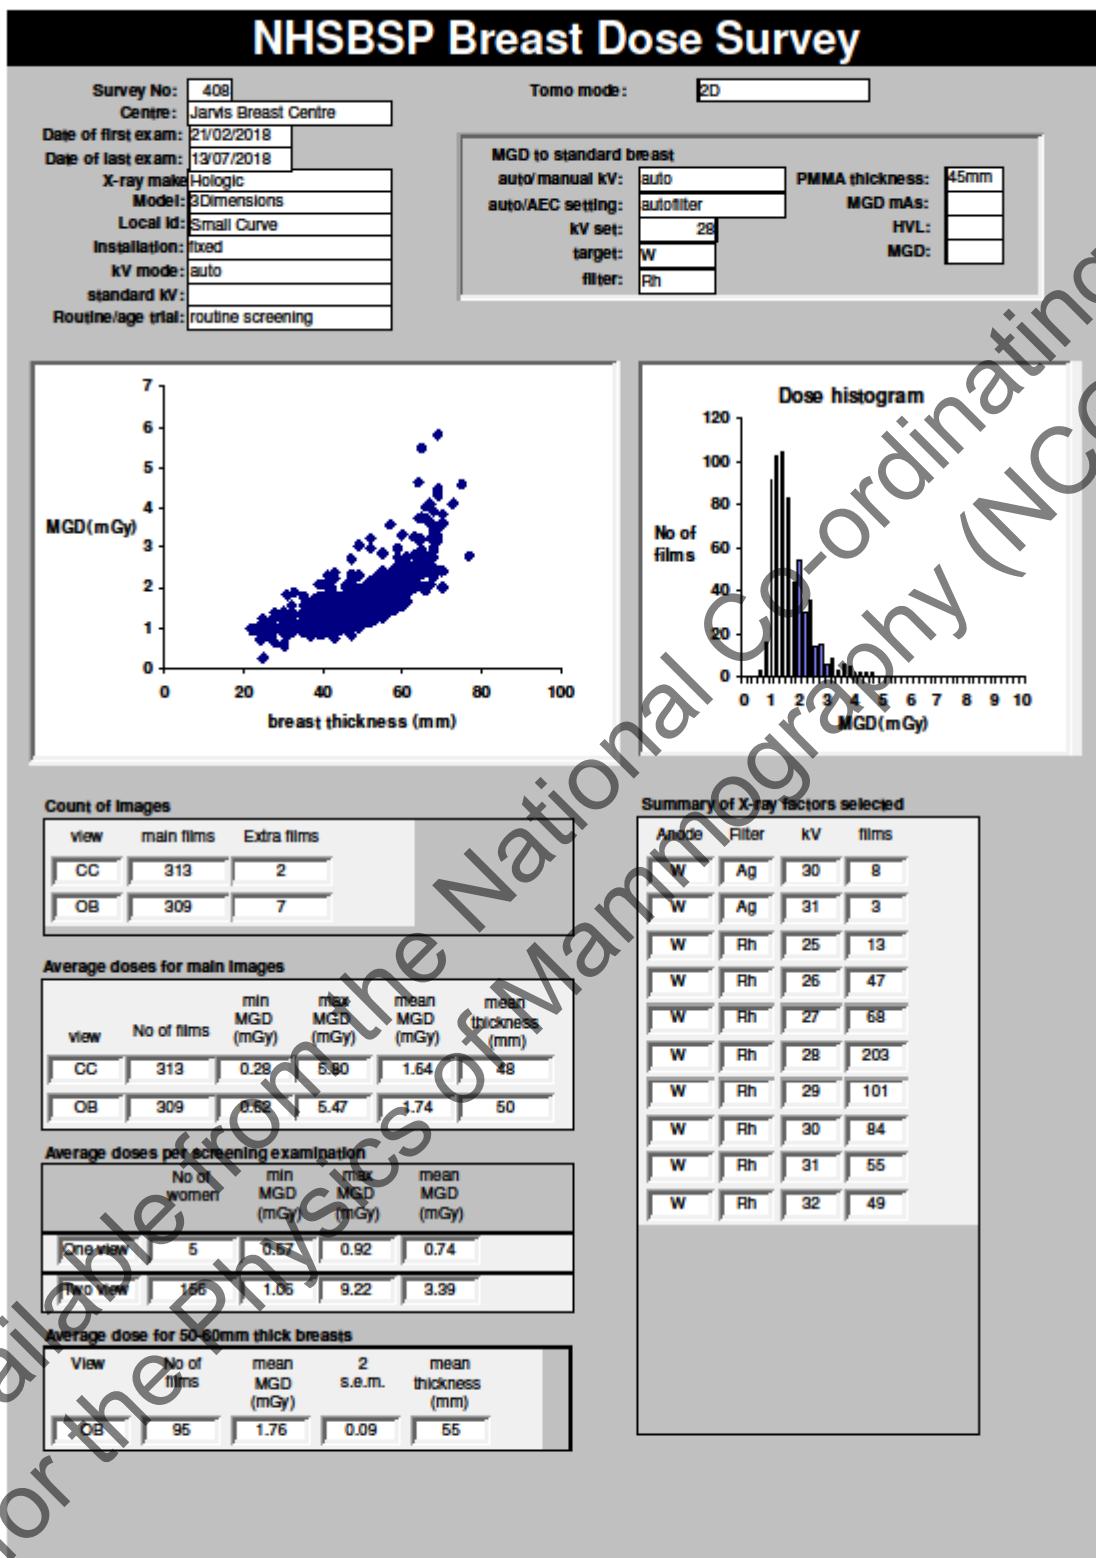 NHSBSP Breast Dose Survey
Survey No: 408
Centre: Jarvis Breast Centre
Date of first exam: 21/02/2018
Date of last exam: 13/07/2018
X-ray make Hologic
Model: 3Dimensions
Local Id: Small Curve
Installation: fixed
kV mode: auto
standard kV:
Routine/age trial: routine screening
Tomo mode: 2D
MGD to standard breast
auto/manual kV: auto
auto/AEC setting: autofilter
kV set: 28
target: W
filter: Rh
PMMA thickness: 45mm
MGD mAs:
HVL:
MGD:
7
6
5
4
MGD(mGy)
3
2
1
0
0 20 40 60 80 100
breast thickness (mm)
Dose histogram
120
100
80
No of
films
60
40
20
0
0 1 2 3 4 5 6 7 8 9 10
MGD(mGy)
Count of Images
view main films Extra films
CC 313 2
OB 309 7
Average doses for main Images
view No of films min MGD (mGy) max MGD (mGy) mean MGD (mGy) mean thickness (mm)
CC 313 0.28 5.80 1.64 48
OB 309 0.62 5.47 1.74 50
Average doses per screening examination
No of women min MGD (mGy) max MGD (mGy) mean MGD (mGy)
One view 5 0.57 0.92 0.74
Two view 156 1.06 9.22 3.39
Average dose for 50-60mm thick breasts
View No of films mean MGD (mGy) 2 s.e.m. mean thickness (mm)
OB 95 1.76 0.09 55
Summary of X-ray factors selected
Anode Filter kV films
W Ag 30 8
W Ag 31 3
W Rh 25 13
W Rh 26 47
W Rh 27 68
W Rh 28 203
W Rh 29 101
W Rh 30 84
W Rh 31 55
W Rh 32 49
from the National Co-ordinating
for the Physics of Mammography